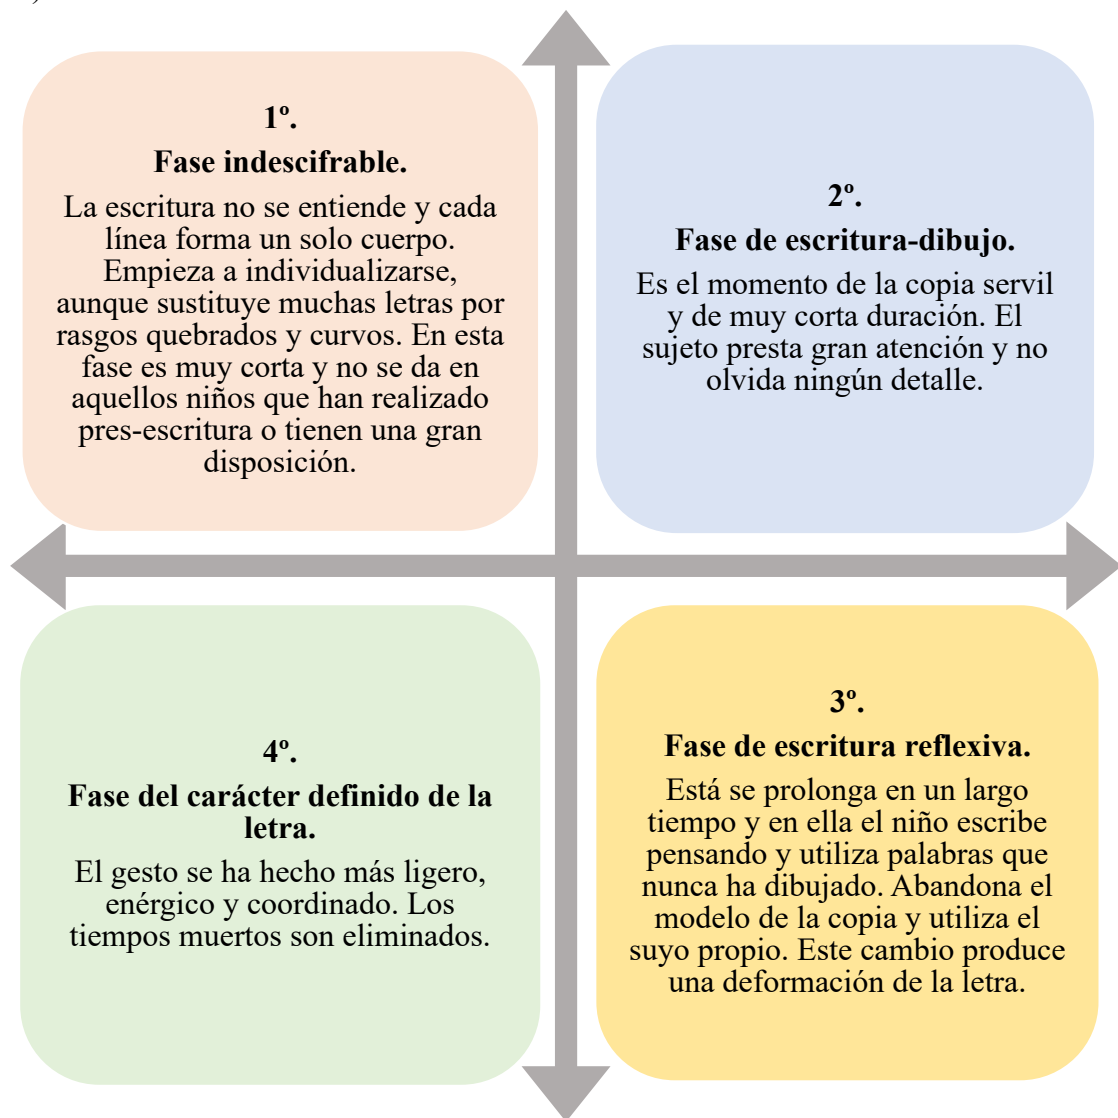 1º.
Fase indescifrable.
La escritura no se entiende y cada
línea forma un solo cuerpo.
Empieza a individualizarse,
aunque sustituye muchas letras por
rasgos quebrados y curvos. En esta
fase es muy corta y no se da en
aquellos niños que han realizado
pres-escritura o tienen una gran
disposición.
2º.
Fase de escritura-dibujo.
Es el momento de la copia servil
y de muy corta duración. El
sujeto presta gran atención y no
olvida ningún detalle.
3º.
Fase de escritura reflexiva.
Está se prolonga en un largo
tiempo y en ella el niño escribe
pensando y utiliza palabras que
nunca ha dibujado. Abandona el
modelo de la copia y utiliza el
suyo propio. Este cambio produce
una deformación de la letra.
4º.
Fase del carácter definido de la
letra.
El gesto se ha hecho más ligero,
enérgico y coordinado. Los
tiempos muertos son eliminados.